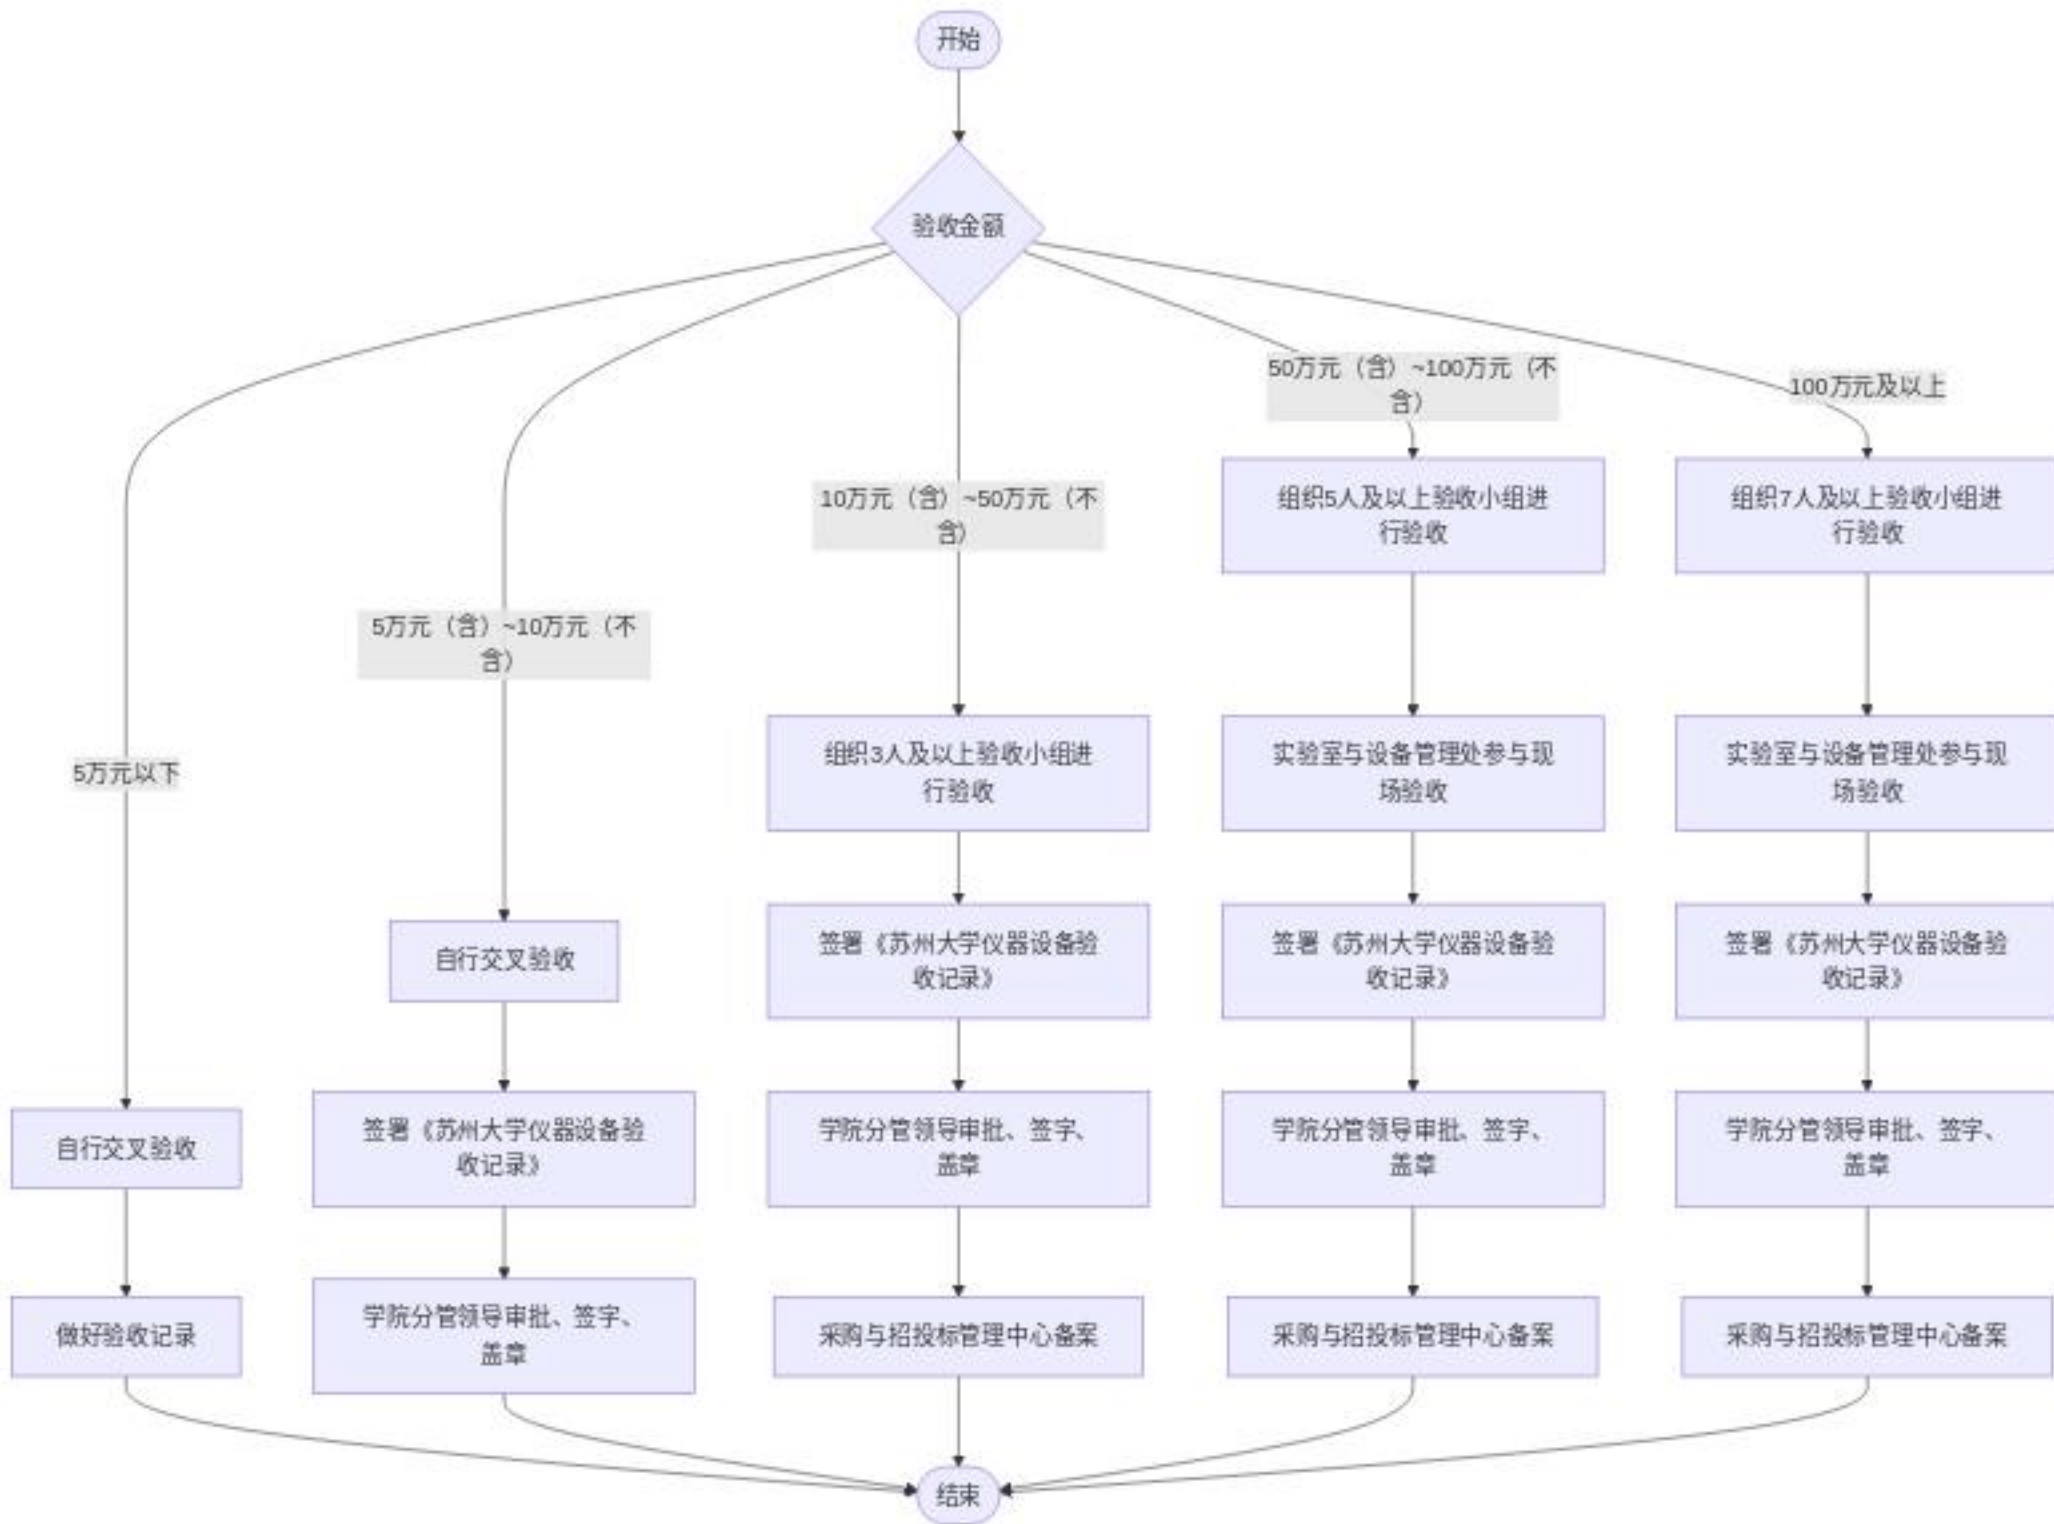 开始
验收金额
50万元（含）~100万元（不
含）
100万元及以上
10万元（含）~50万元（不
含）
组织5人及以上验收小组进
行验收
组织7人及以上验收小组进
行验收
5万元（含）~10万元（不
含）
5万元以下
组织3人及以上验收小组进
行验收
实验室与设备管理处参与现
场验收
实验室与设备管理处参与现
场验收
自行交叉验收
签署《苏州大学仪器设备验
收记录》
签署《苏州大学仪器设备验
收记录》
签署《苏州大学仪器设备验
收记录》
自行交叉验收
签署《苏州大学仪器设备验
收记录》
学院分管领导审批、签字、
盖章
学院分管领导审批、签字、
盖章
学院分管领导审批、签字、
盖章
做好验收记录
学院分管领导审批、签字、
盖章
采购与招投标管理中心备案
采购与招投标管理中心备案
采购与招投标管理中心备案
结束